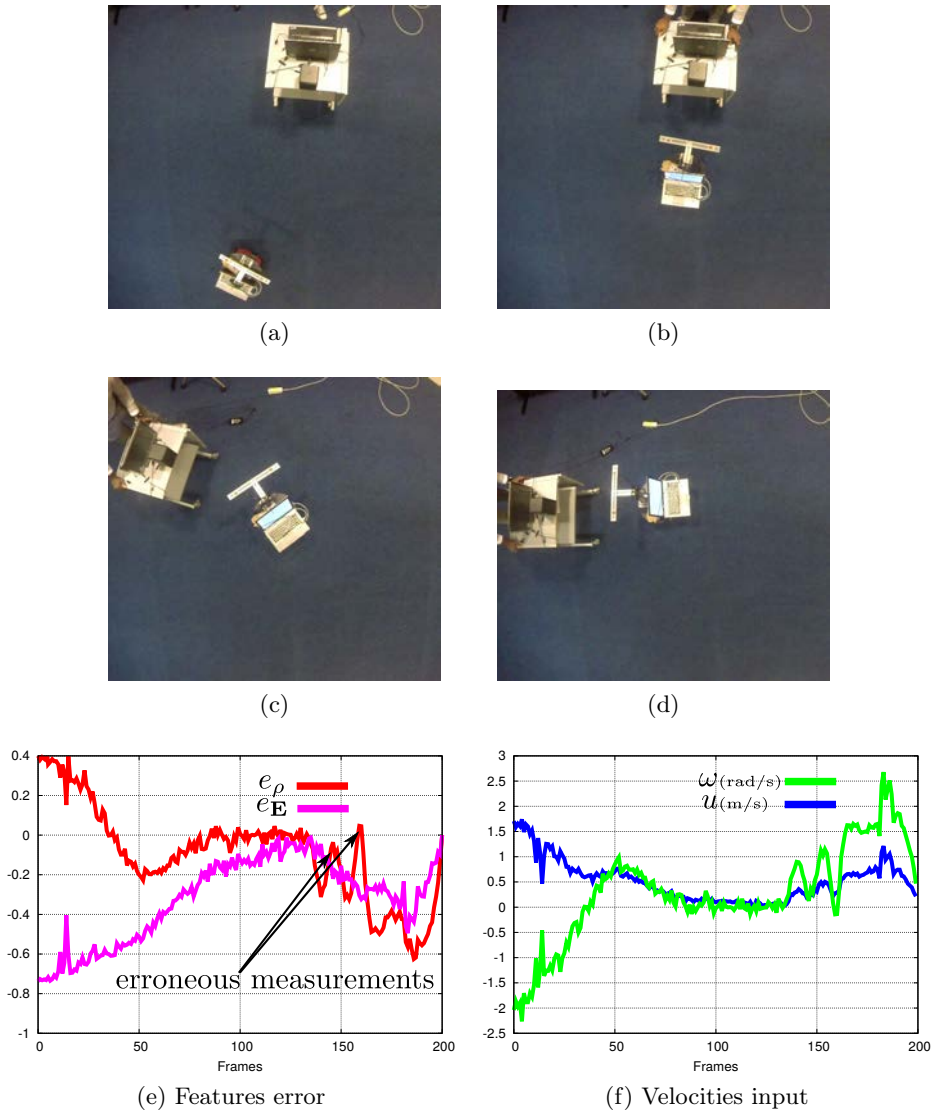 (a)
(b)
(c)
(d)
0.4
0.2
0
-0.2
-0.4
-0.6
-0.8
-1
0
50
100
150
200
Frames
eρ
e𝐄
erroneous measurements
(e) Features error
3
2.5
2
1.5
1
0.5
0
-0.5
-1
-1.5
-2
-2.5
0
50
100
150
200
Frames
ω(rad/s)
u(m/s)
(f) Velocities input